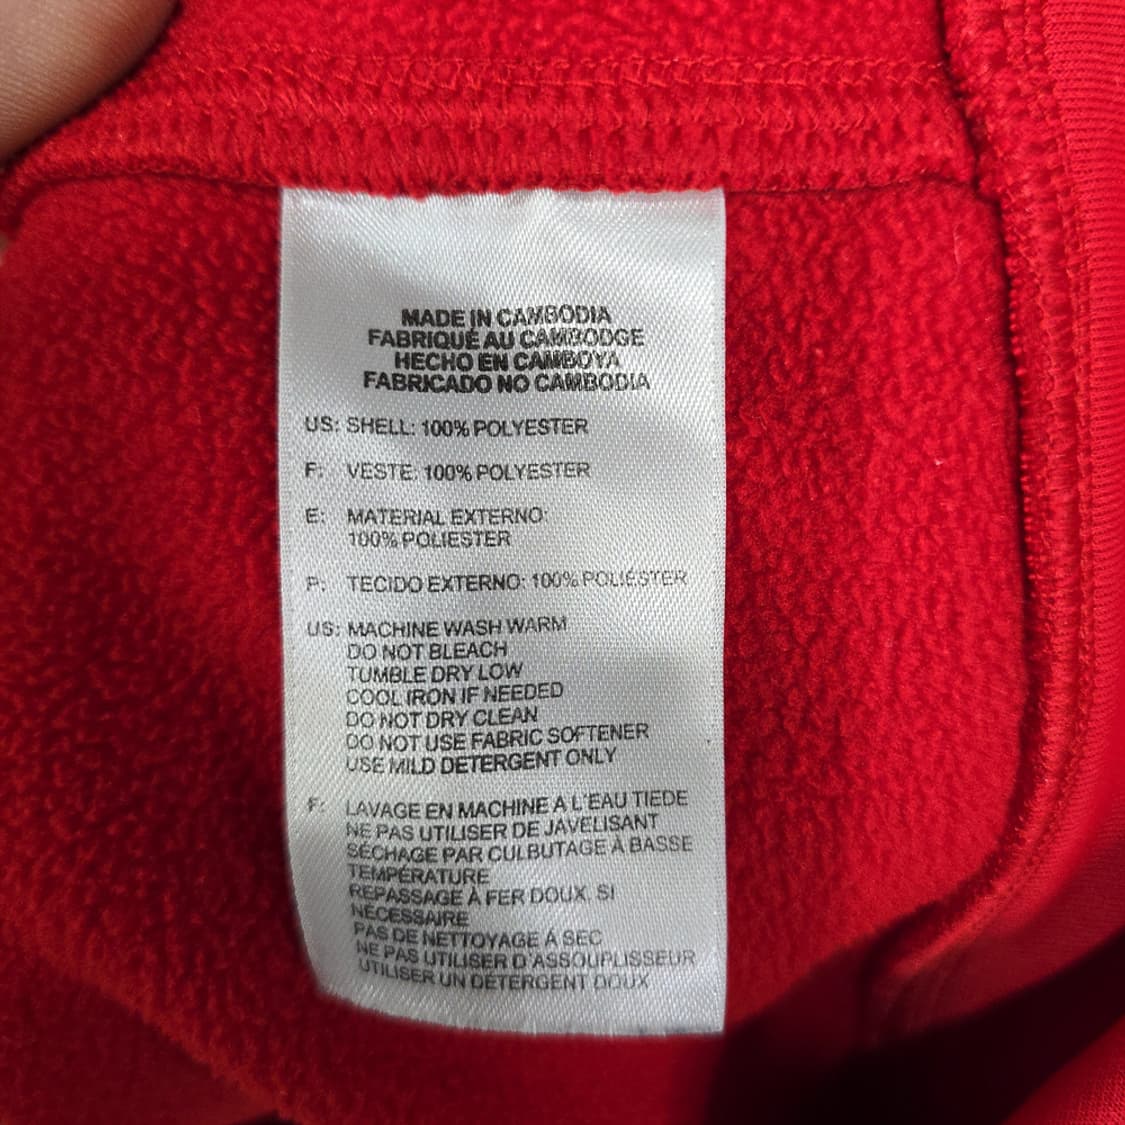 MADE IN CAMBODIA
FABRIQUÉ AU CAMBODGE
HECHO EN CAMBOYA
FABRICADO NO CAMBODIA
US: SHELL: 100% POLYESTER
F: VESTE: 100% POLYESTER
E: MATERIAL EXTERNO:
100% POLIESTER
P: TECIDO EXTERNO: 100% POLIÉSTER
US: MACHINE WASH WARM
DO NOT BLEACH
TUMBLE DRY LOW
COOL IRON IF NEEDED
DO NOT DRY CLEAN
DO NOT USE FABRIC SOFTENER
USE MILD DETERGENT ONLY
F: LAVAGE EN MACHINE A L'EAU TIEDE
NE PAS UTILISER DE JAVELISANT
SÉCHAGE PAR CULBUTAGE À BASSE
TEMPÉRATURE
REPASSAGE À FER DOUX. SI
NÉCESSAIRE
PAS DE NETTOYAGE Á SEC
NE PAS UTILISER D'ASSOUPLISSEUR
UTILISER UN DÉTERGENT DOUX